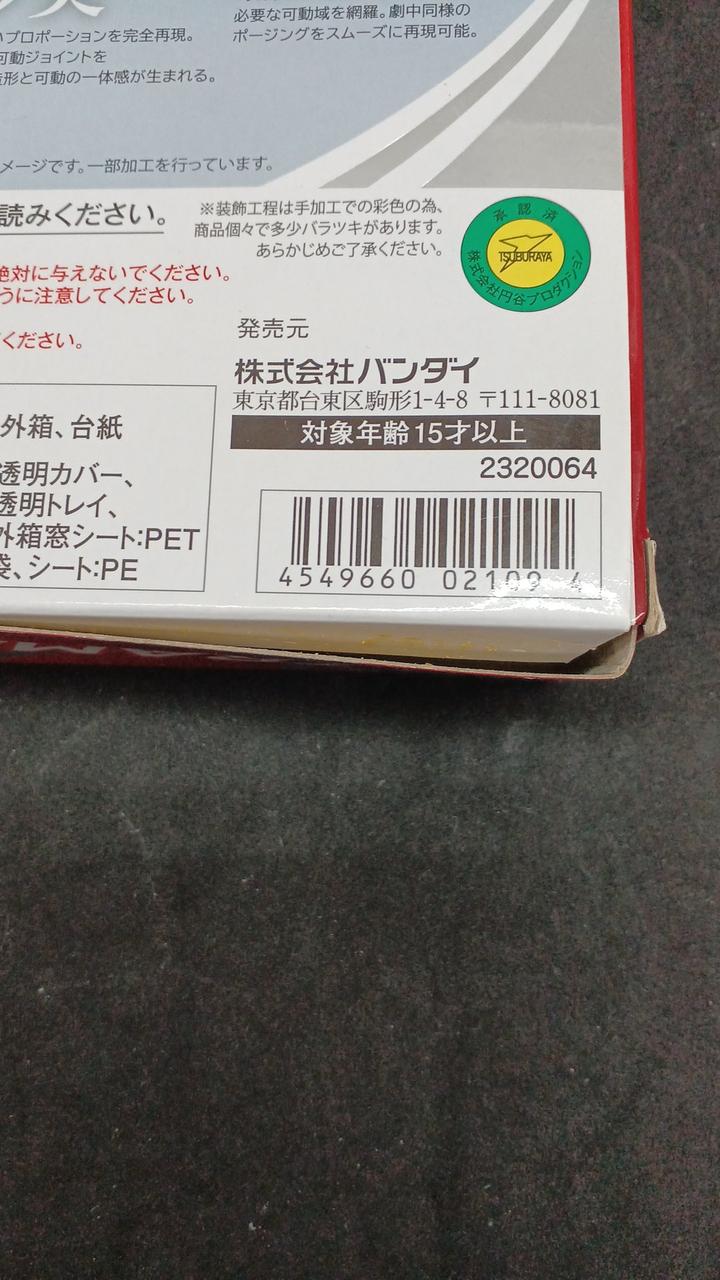 いプロポーションを完全再現。
可動ジョイントを
造形と可動の一体感が生まれる。
必要な可動域を網羅。劇中同様の
ポージングをスムーズに再現可能。
メージです。一部加工を行っています。
読みください。
※装飾工程は手加工での彩色の為、
商品個々で多少バラツキがあります。
あらかじめご了承ください。
承認済
TSUBURAYA
株式会社円谷プロダクション
絶対に与えないでください。
うに注意してください。
ください。
発売元
株式会社バンダイ
東京都台東区駒形1-4-8 〒111-8081
対象年齢15才以上
2320064
外箱、台紙
透明カバー、
透明トレイ、
外箱窓シート:PET
袋、シート:PE
4549660 02109 4